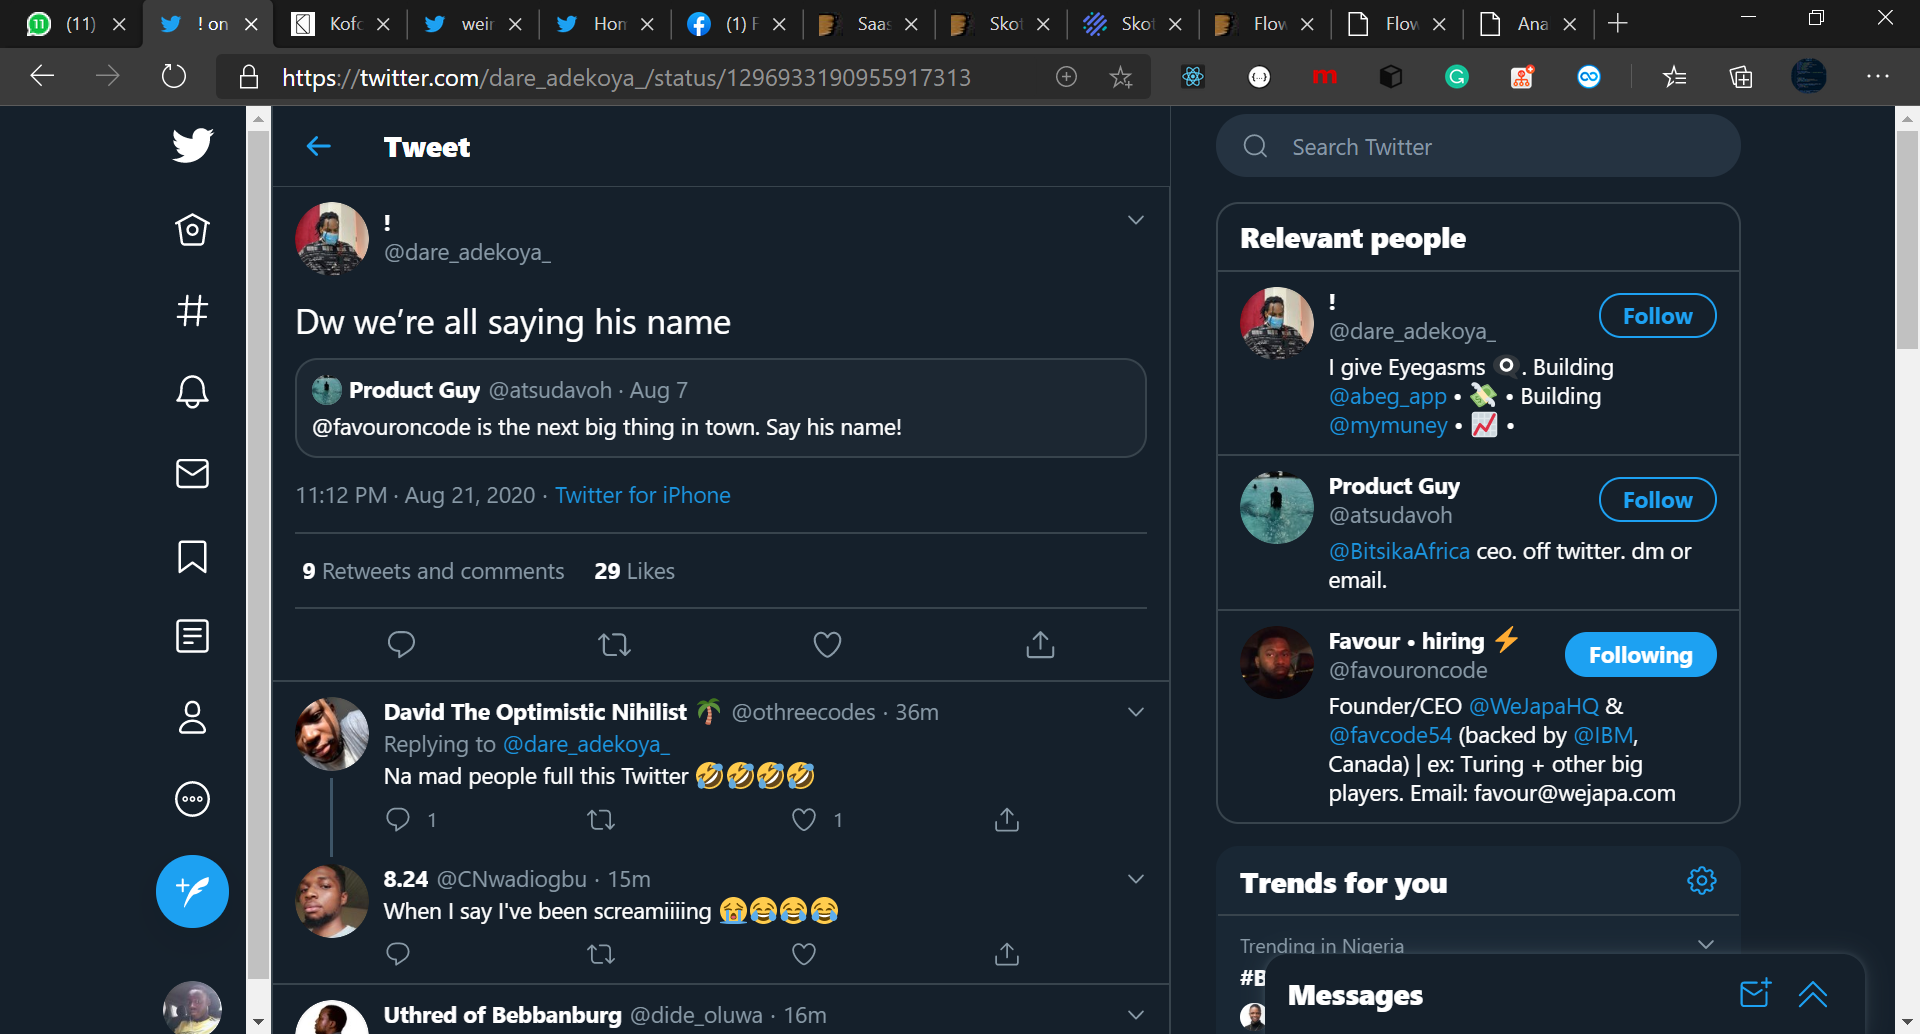 (11)
! on
Kofo
wein
Hom
(1) F
Saas
Skot
Skot
Flow
Flow
Ana
https://twitter.com/dare_adekoya_/status/1296933190955917313
Tweet
Search Twitter
!
@dare_adekoya_
Dw we’re all saying his name
Product Guy @atsudavoh · Aug 7
@favouroncode is the next big thing in town. Say his name!
11:12 PM · Aug 21, 2020 · Twitter for iPhone
9 Retweets and comments 29 Likes
David The Optimistic Nihilist 🌴 @othreecodes · 36m
Replying to @dare_adekoya_
Na mad people full this Twitter 🤣🤣🤣🤣
1
1
8.24 @CNwadiogbu · 15m
When I say I've been screamiiiing 😭😂😂😂
Uthred of Bebbanburg @dide_oluwa · 16m
Relevant people
!
@dare_adekoya_
Follow
I give Eyegasms 👁‍🗨. Building
@abeg_app • 💸 • Building
@mymuney • 📈 •
Product Guy
@atsudavoh
Follow
@BitsikaAfrica ceo. off twitter. dm or
email.
Favour • hiring ⚡
@favouroncode
Following
Founder/CEO @WeJapaHQ &
@favcode54 (backed by @IBM,
Canada) | ex: Turing + other big
players. Email: favour@wejapa.com
Trends for you
Trending in Nigeria
#B
Messages